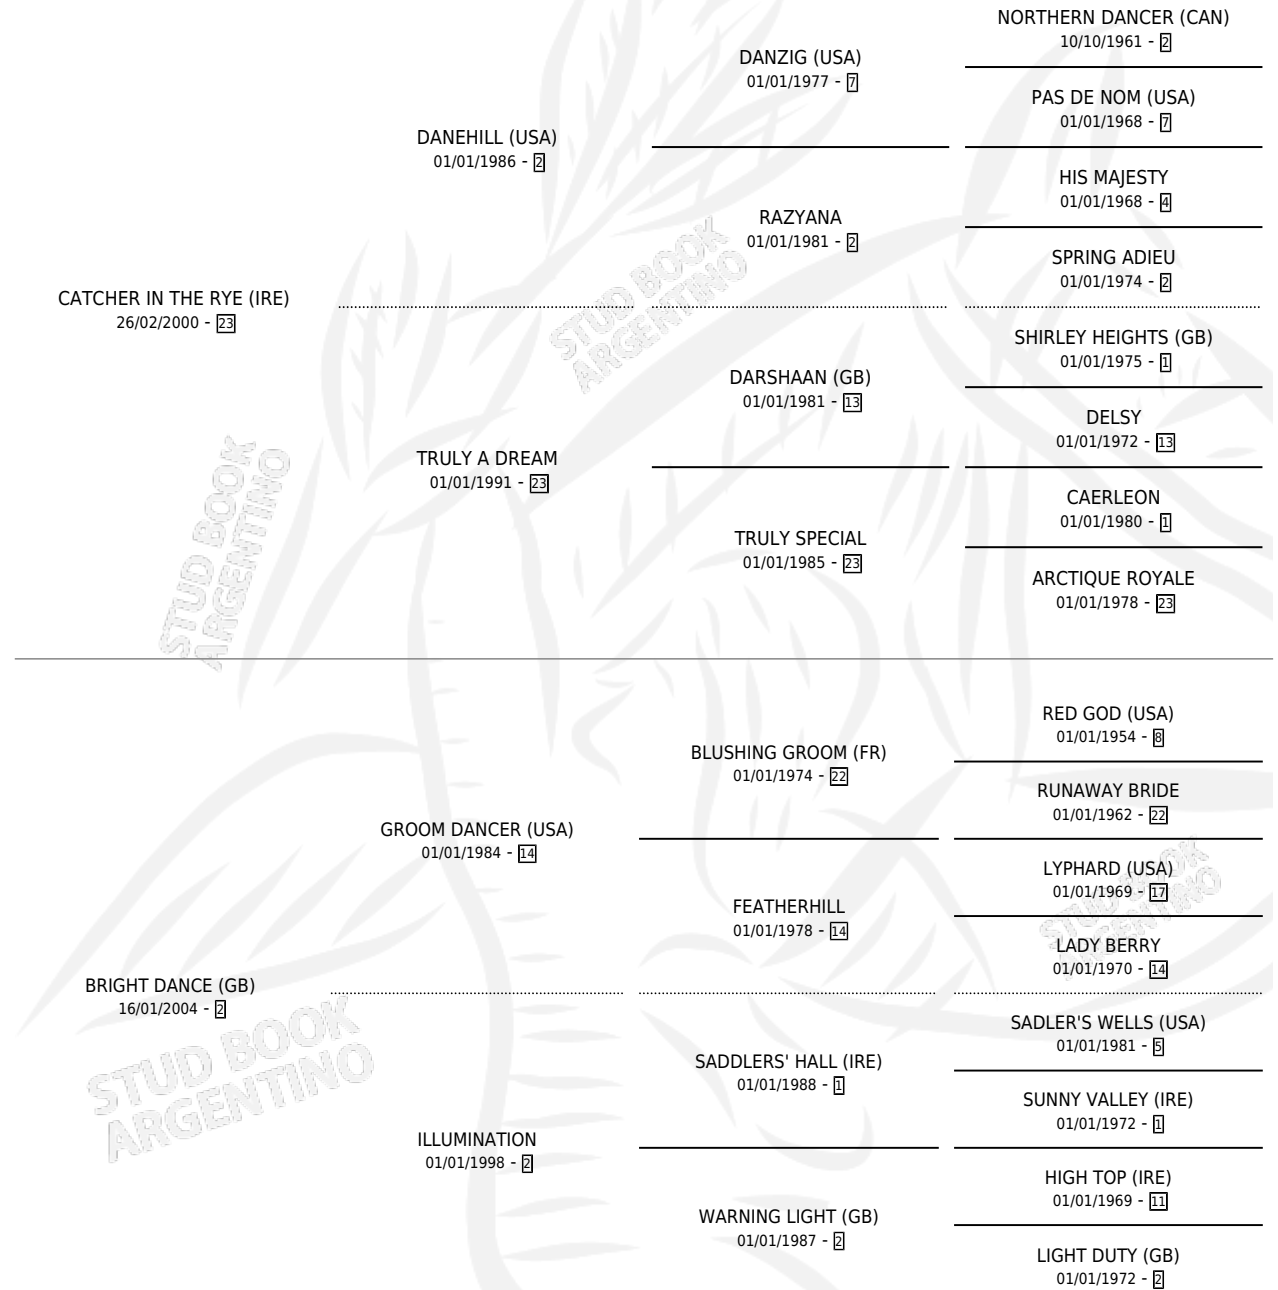 NORTHERN DANCER (CAN)
10/10/1961 - 2
DANZIG (USA)
01/01/1977 - 7
PAS DE NOM (USA)
01/01/1968 - 7
DANEHILL (USA)
01/01/1986 - 2
HIS MAJESTY
01/01/1968 - 4
RAZYANA
01/01/1981 - 2
SPRING ADIEU
01/01/1974 - 2
CATCHER IN THE RYE (IRE)
26/02/2000 - 23
SHIRLEY HEIGHTS (GB)
01/01/1975 - 1
DARSHAAN (GB)
01/01/1981 - 13
DELSY
01/01/1972 - 13
TRULY A DREAM
01/01/1991 - 23
CAERLEON
01/01/1980 - 1
TRULY SPECIAL
01/01/1985 - 23
ARCTIQUE ROYALE
01/01/1978 - 23
STUD BOOK
ARGENTINO
STUD BOOK
ARGENTINO
RED GOD (USA)
01/01/1954 - 8
BLUSHING GROOM (FR)
01/01/1974 - 22
RUNAWAY BRIDE
01/01/1962 - 22
GROOM DANCER (USA)
01/01/1984 - 14
LYPHARD (USA)
01/01/1969 - 17
FEATHERHILL
01/01/1978 - 14
LADY BERRY
01/01/1970 - 14
BRIGHT DANCE (GB)
16/01/2004 - 2
SADLER'S WELLS (USA)
01/01/1981 - 5
SADDLERS' HALL (IRE)
01/01/1988 - 1
SUNNY VALLEY (IRE)
01/01/1972 - 1
ILLUMINATION
01/01/1998 - 2
HIGH TOP (IRE)
01/01/1969 - 11
WARNING LIGHT (GB)
01/01/1987 - 2
LIGHT DUTY (GB)
01/01/1972 - 2
STUD BOOK
ARGENTINO
STUD BOOK
ARGENTINO